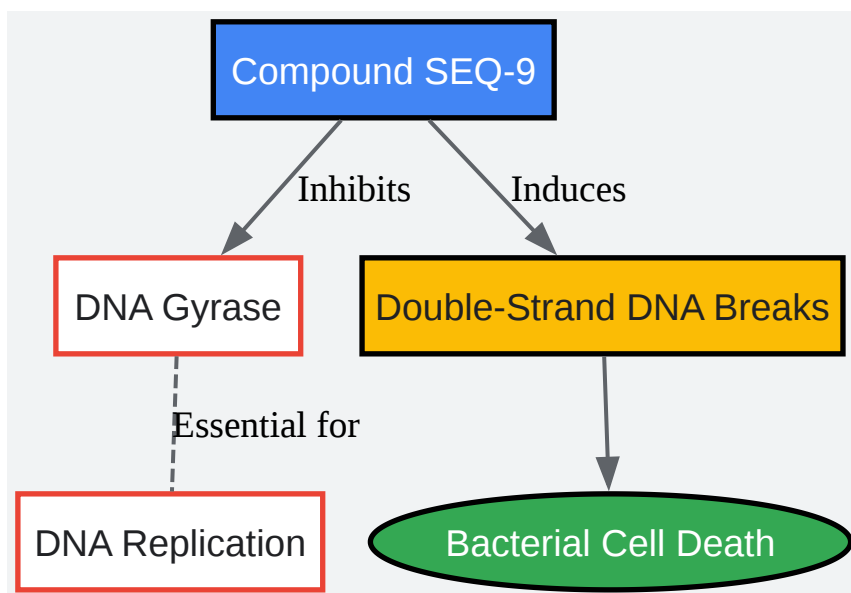 Compound SEQ-9
Inhibits
Induces
DNA Gyrase
Double-Strand DNA Breaks
Essential for
DNA Replication
Bacterial Cell Death